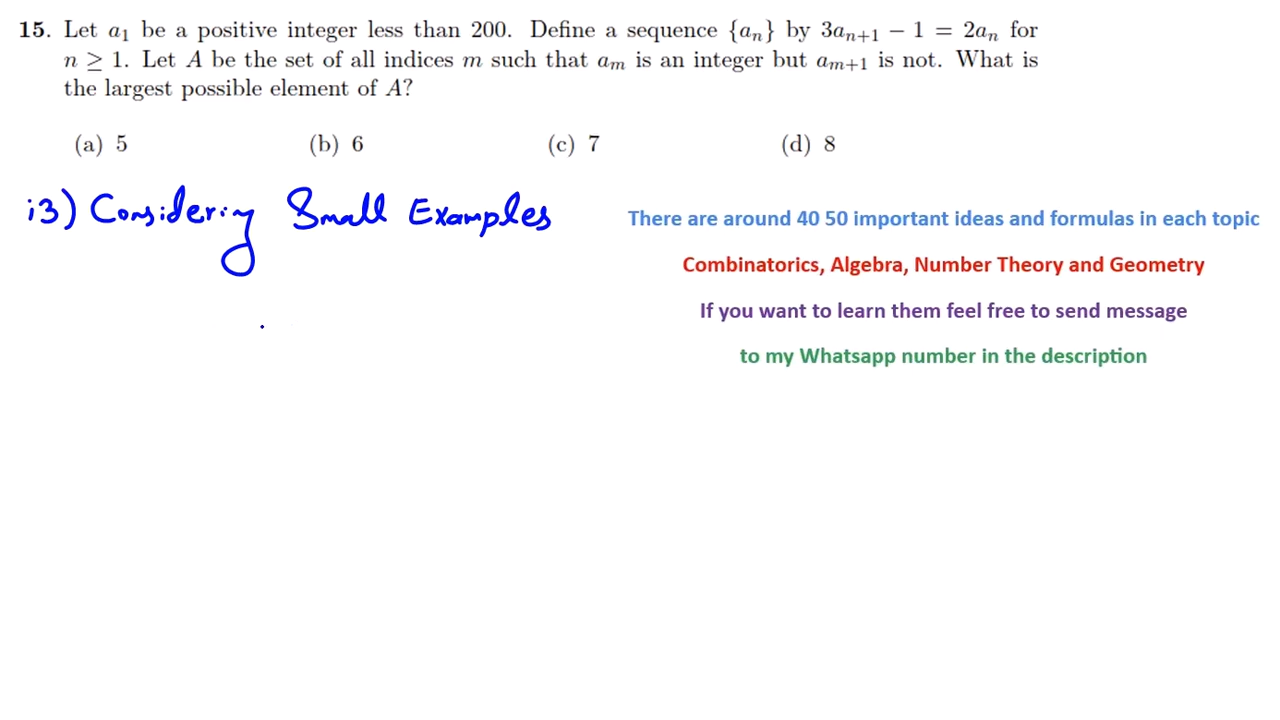 15. Let a₁ be a positive integer less than 200. Define a sequence {aₙ} by 3aₙ₊₁ − 1 = 2aₙ for
n ≥ 1. Let A be the set of all indices m such that aₘ is an integer but aₘ₊₁ is not. What is
the largest possible element of A?
(a) 5 (b) 6 (c) 7 (d) 8
i3) Considering Small Examples
There are around 40 50 important ideas and formulas in each topic
Combinatorics, Algebra, Number Theory and Geometry
If you want to learn them feel free to send message
to my Whatsapp number in the description